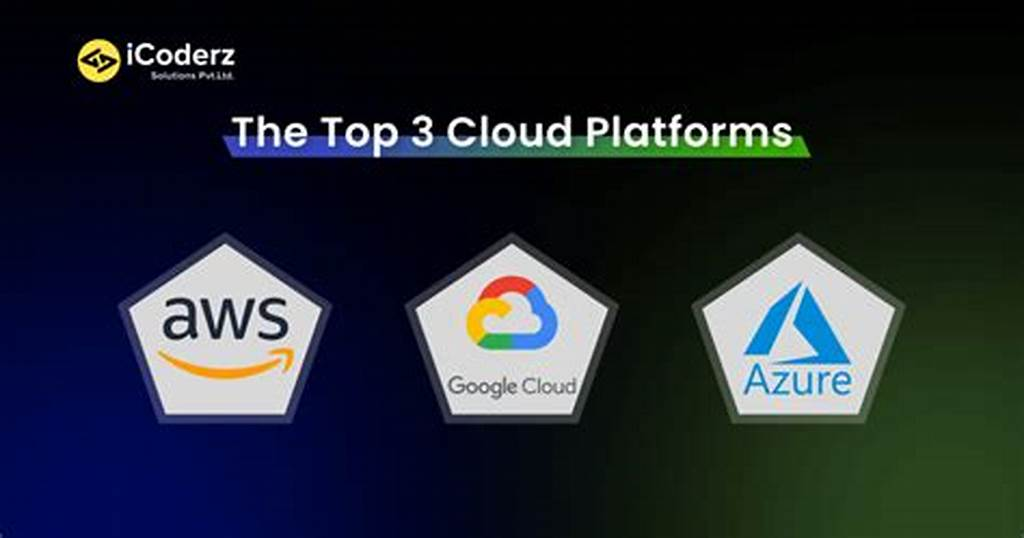 iCoderz
Solutions Pvt.Ltd.
The Top 3 Cloud Platforms
aws
Google Cloud
Azure